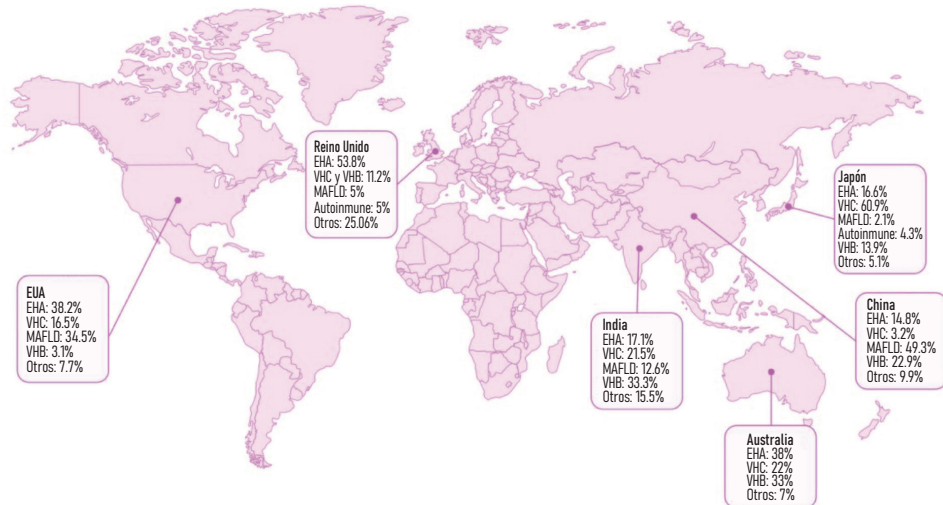 Reino Unido
EHA: 53.8%
VHC y VHB: 11.2%
MAFLD: 5%
Autoinmune: 5%
Otros: 25.06%
Japón
EHA: 16.6%
VHC: 60.9%
MAFLD: 2.1%
Autoinmune: 4.3%
VHB: 13.9%
Otros: 5.1%
EUA
EHA: 38.2%
VHC: 16.5%
MAFLD: 34.5%
VHB: 3.1%
Otros: 7.7%
India
EHA: 17.1%
VHC: 21.5%
MAFLD: 12.6%
VHB: 33.3%
Otros: 15.5%
China
EHA: 14.8%
VHC: 3.2%
MAFLD: 49.3%
VHB: 22.9%
Otros: 9.9%
Australia
EHA: 38%
VHC: 22%
VHB: 33%
Otros: 7%